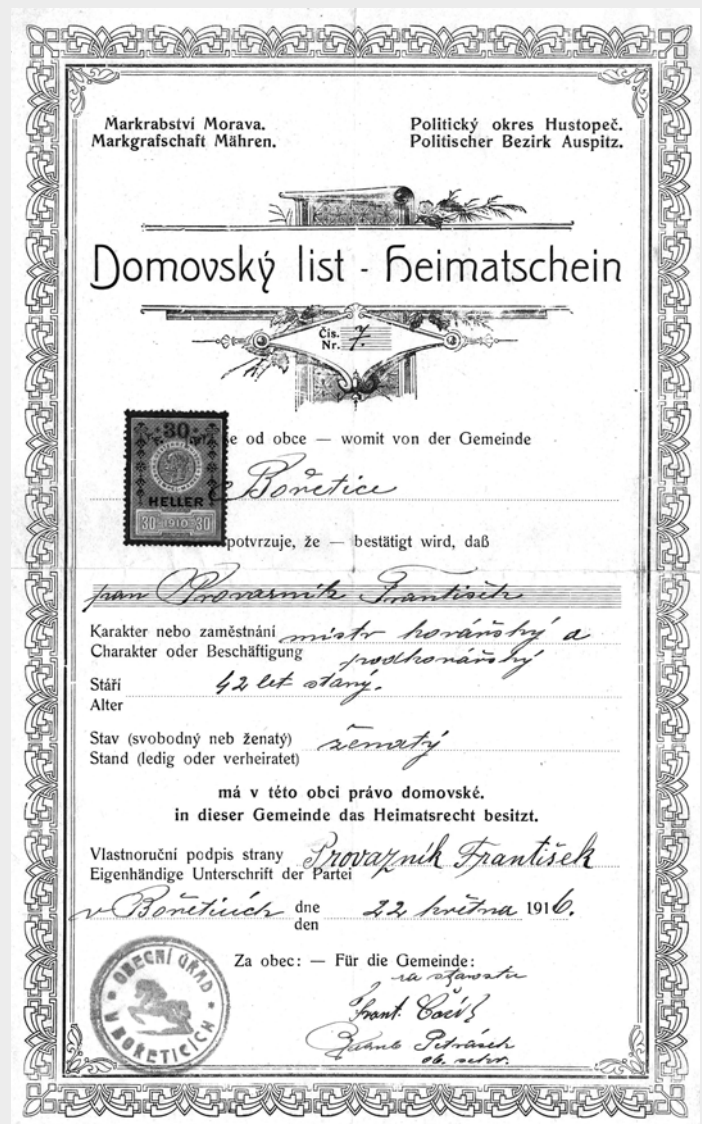 Markrabství Morava.
Markgrafschaft Mähren.
Politický okres Hustopeč.
Politischer Bezirk Auspitz.
Domovský list - Heimatschein
Čís.
Nr. 7.
30
HELLER
30 1910 30
od obce — womit von der Gemeinde
Bořetice
potvrzuje, že — bestätigt wird, daß
pan Provazník František
Karakter nebo zaměstnání mistr kovářský a
Charakter oder Beschäftigung podkovářský
Stáří 42 let starý.
Alter
Stav (svobodný neb ženatý) ženatý
Stand (ledig oder verheiratet)
má v této obci právo domovské.
in dieser Gemeinde das Heimatsrecht besitzt.
Vlastnoruční podpis strany Provazník František
Eigenhändige Unterschrift der Partei
v Bořeticích dne 22 května 1916.
den
Za obec: — Für die Gemeinde:
za starostu
Frant.
Petrásek
ob.
OBECNÍ ÚŘAD
V BOŘETICÍCH